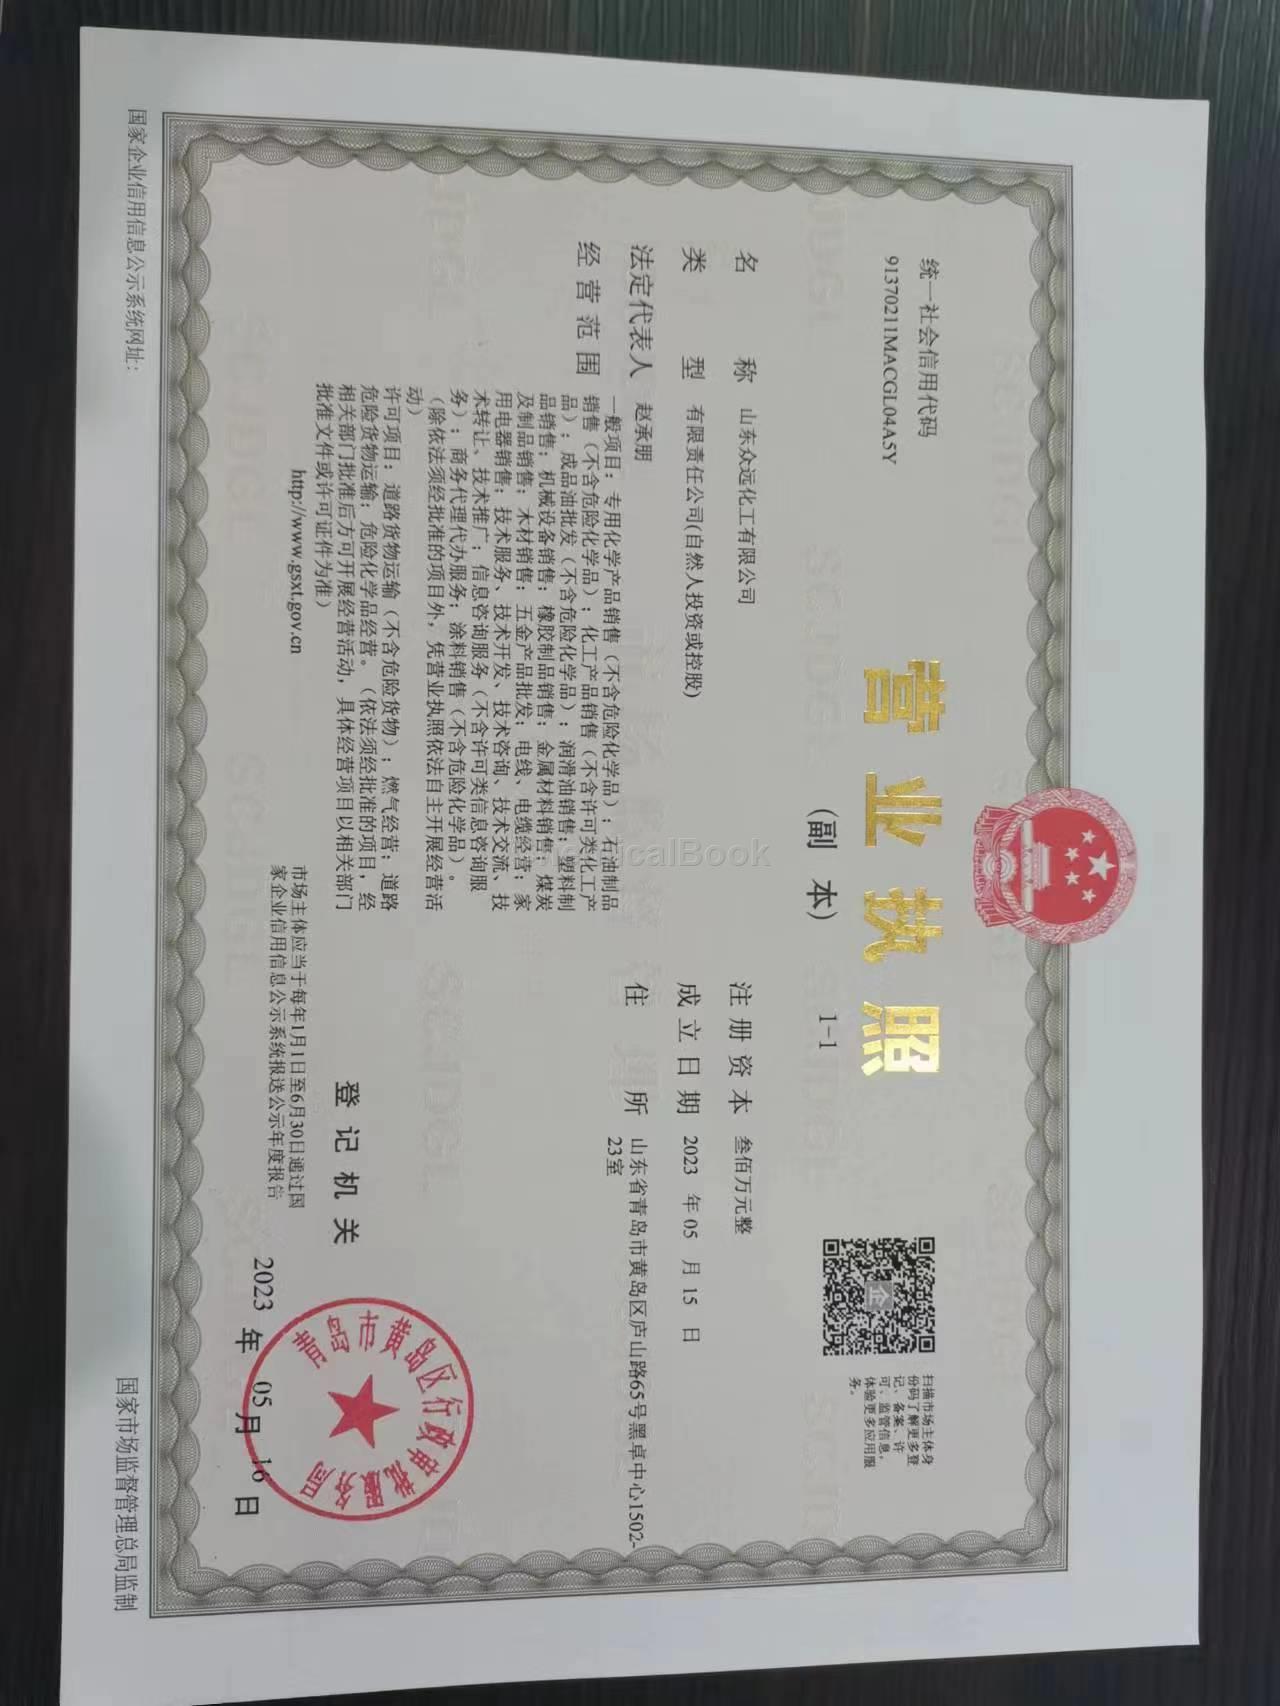 统一社会信用代码
91370211MACGL04A5Y
营业执照
(副 本)
1-1
扫描市场主体身
份码了解更多登
记、备案、许
可、监管信息,
体验更多应用服
务。
名 称 山东众远化工有限公司
类 型 有限责任公司(自然人投资或控股)
法定代表人 赵承朋
经营范围 一般项目:专用化学产品销售(不含危险化学品);石油制品
销售(不含危险化学品);化工产品销售(不含许可类化工产
品);成品油批发(不含危险化学品);润滑油销售;塑料制
品销售;机械设备销售;橡胶制品销售;金属材料销售;煤炭
及制品销售;木材销售;五金产品批发;电线、电缆经营;家
用电器销售;技术服务、技术开发、技术咨询、技术交流、技
术转让、技术推广;信息咨询服务(不含许可类信息咨询服
务);商务代理代办服务;涂料销售(不含危险化学品)。
(除依法须经批准的项目外,凭营业执照依法自主开展经营活
动)
许可项目:道路货物运输(不含危险货物);燃气经营;道路
危险货物运输;危险化学品经营。(依法须经批准的项目,经
相关部门批准后方可开展经营活动,具体经营项目以相关部门
批准文件或许可证件为准)
注册资本 叁佰万元整
成立日期 2023 年 05 月 15 日
住 所 山东省青岛市黄岛区庐山路65号黑卓中心1502-
23室
登记机关
青岛市黄岛区行政审批服务局
2023 年 05 月 16 日
http://www.gsxt.gov.cn
市场主体应当于每年1月1日至6月30日通过国
家企业信用信息公示系统报送公示年度报告
国家企业信用信息公示系统网址:
国家市场监督管理总局监制
SCJDGL